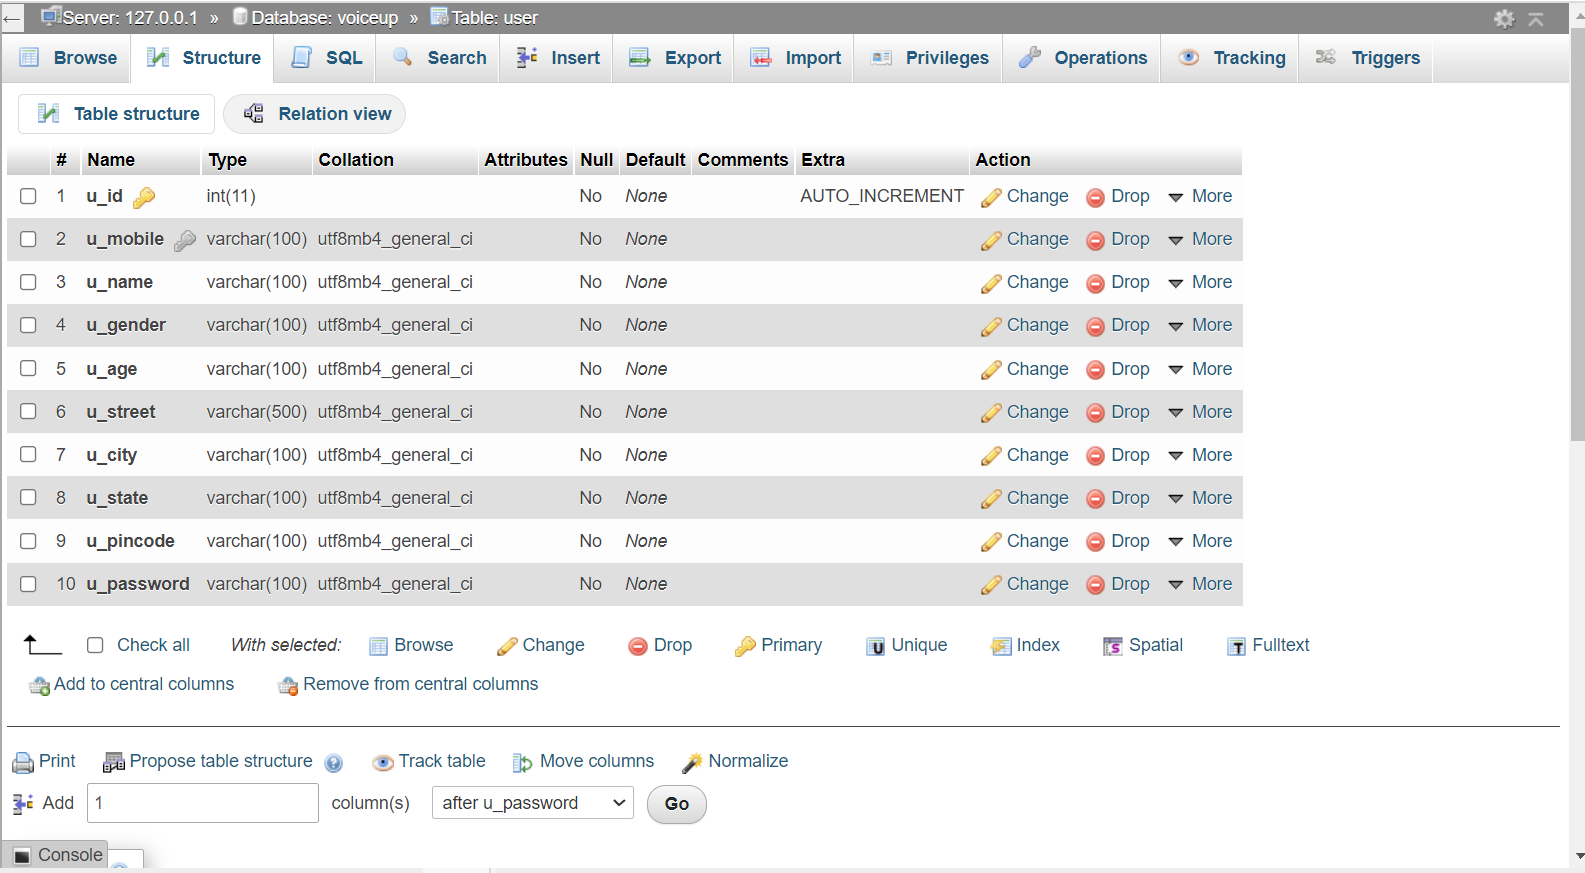 Server: 127.0.0.1 » Database: voiceup » Table: user
Browse Structure SQL Search Insert Export Import Privileges Operations Tracking Triggers
Table structure Relation view
# Name Type Collation Attributes Null Default Comments Extra Action
1 u_id int(11) No None AUTO_INCREMENT Change Drop More
2 u_mobile varchar(100) utf8mb4_general_ci No None Change Drop More
3 u_name varchar(100) utf8mb4_general_ci No None Change Drop More
4 u_gender varchar(100) utf8mb4_general_ci No None Change Drop More
5 u_age varchar(100) utf8mb4_general_ci No None Change Drop More
6 u_street varchar(500) utf8mb4_general_ci No None Change Drop More
7 u_city varchar(100) utf8mb4_general_ci No None Change Drop More
8 u_state varchar(100) utf8mb4_general_ci No None Change Drop More
9 u_pincode varchar(100) utf8mb4_general_ci No None Change Drop More
10 u_password varchar(100) utf8mb4_general_ci No None Change Drop More
Check all With selected: Browse Change Drop Primary Unique Index Spatial Fulltext
Add to central columns Remove from central columns
Print Propose table structure Track table Move columns Normalize
Add 1 column(s) after u_password Go
Console